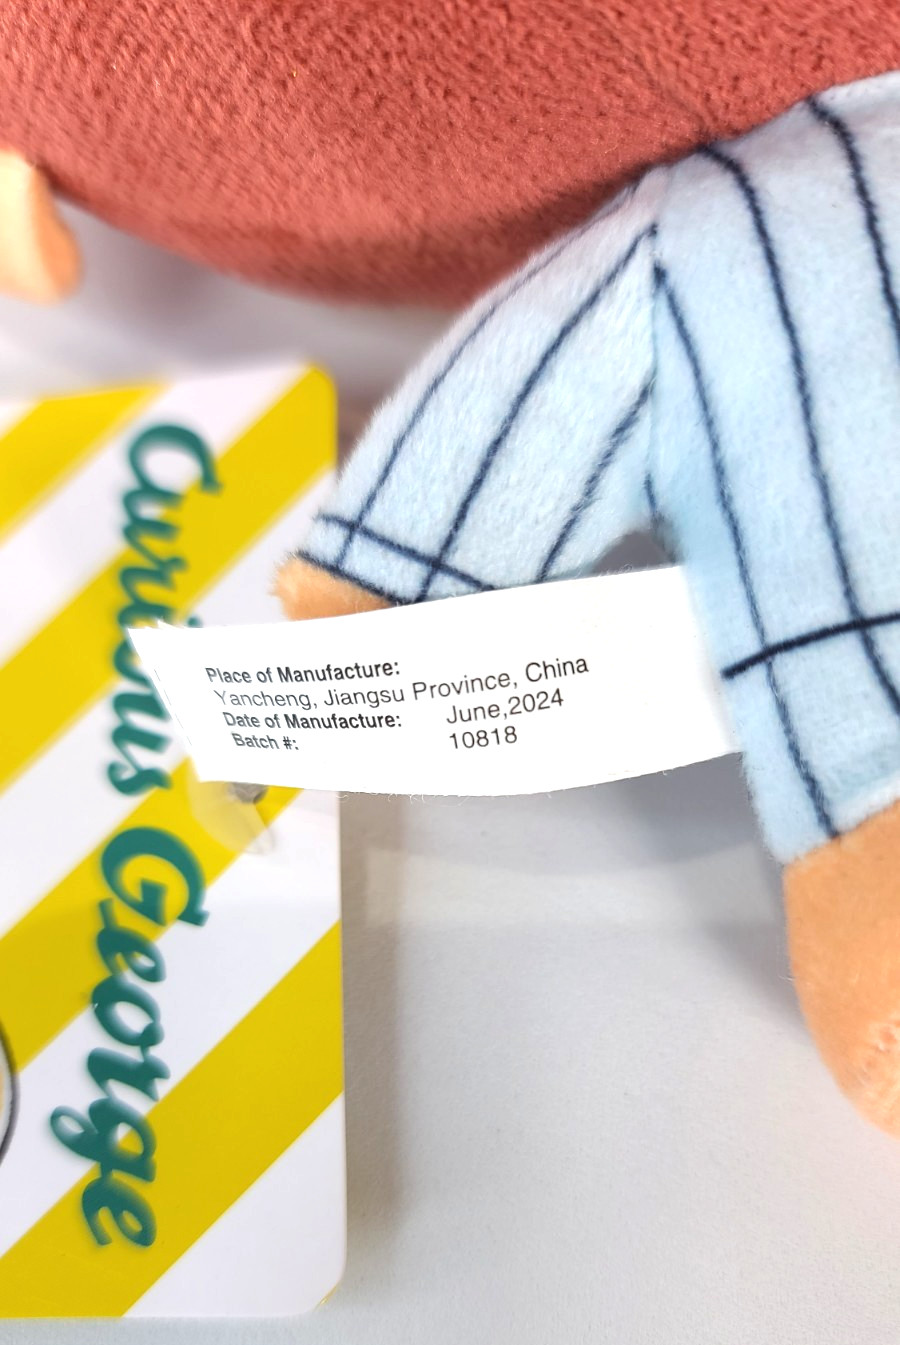 Curious George
Place of Manufacture:
Yancheng, Jiangsu Province, China
Date of Manufacture: June,2024
Batch #: 10818